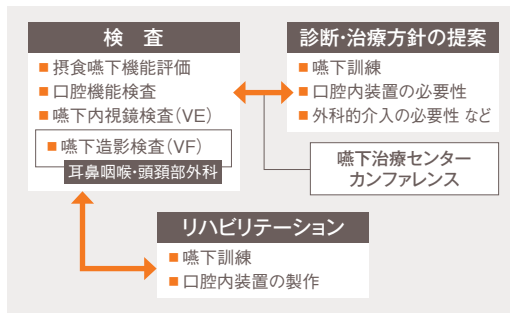 検 査
■ 摂食嚥下機能評価
■ 口腔機能検査
■ 嚥下内視鏡検査(VE)
■ 嚥下造影検査(VF)
耳鼻咽喉・頭頸部外科
診断・治療方針の提案
■ 嚥下訓練
■ 口腔内装置の必要性
■ 外科的介入の必要性 など
嚥下治療センター
カンファレンス
リハビリテーション
■ 嚥下訓練
■ 口腔内装置の製作